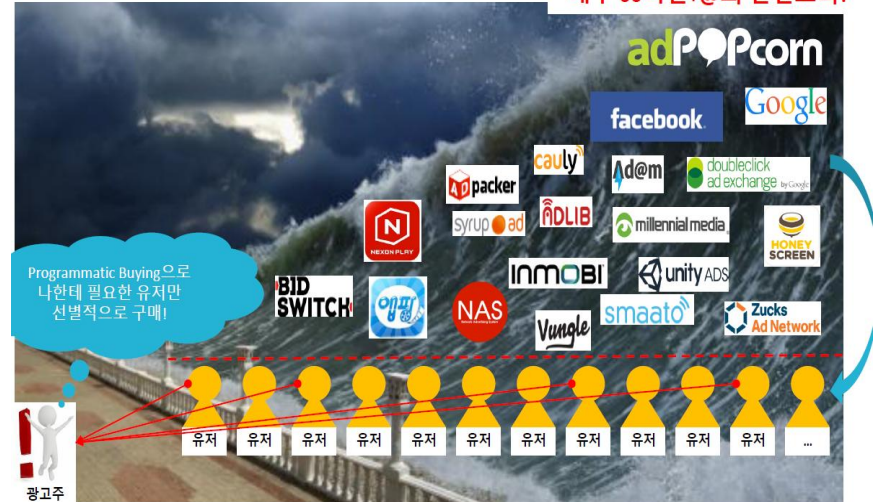 adPOPcorn
facebook.
Google
cauly
Ad@m
doubleclick
ad exchange by Google
ADpacker
syrup ad
ADLIB
millennial media
HONEY
SCREEN
NEXON PLAY
Programmatic Buying으로
나한테 필요한 유저만
선별적으로 구매!
BID
SWITCH
NAS
INMOBI
unity ADS
Vungle
smaato
Zucks
Ad Network
유저
유저
유저
유저
유저
유저
유저
유저
유저
유저
...
광고주